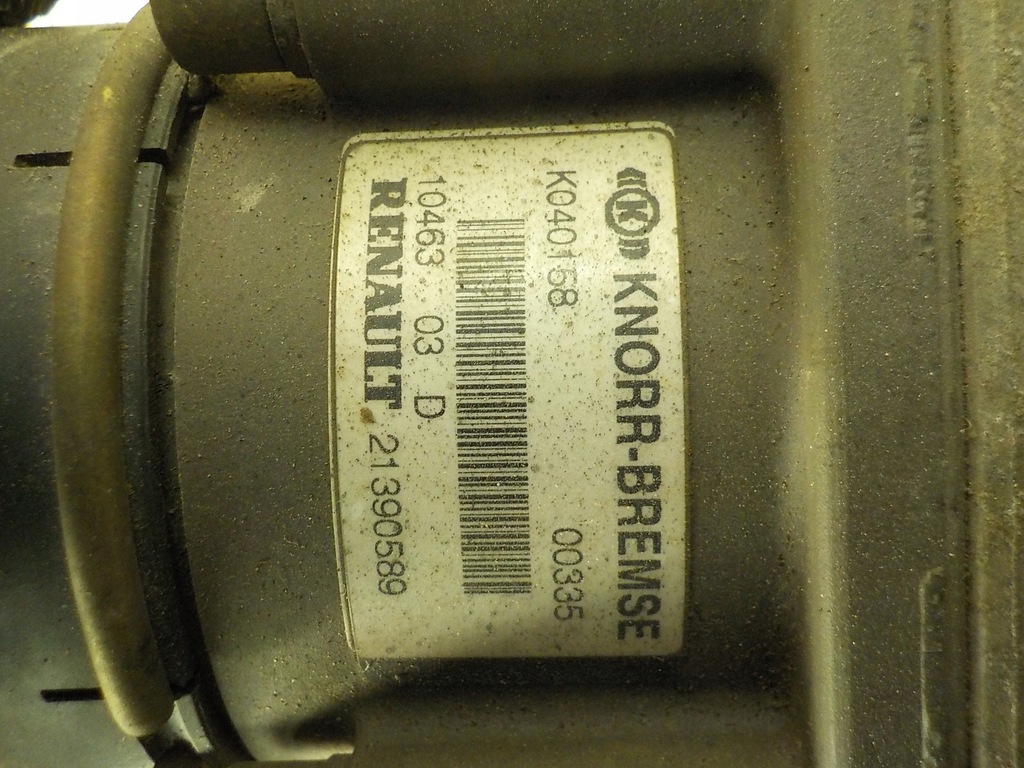 KNORR-BREMSE
K040158 00335
10463 03 D
RENAULT 21390589